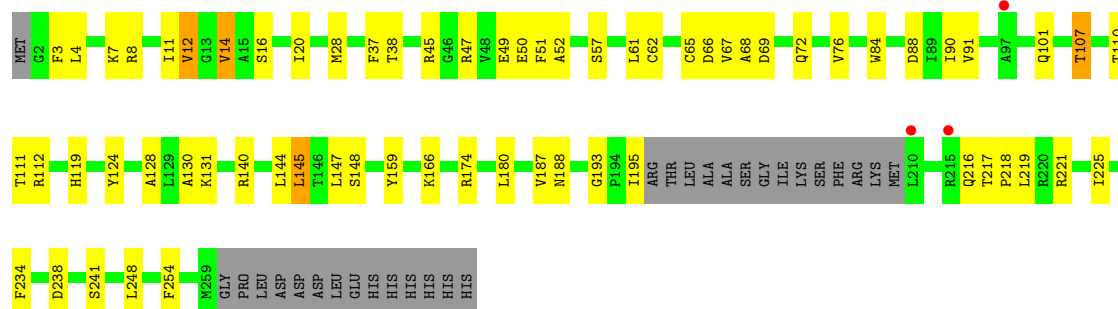 MET G2 F3 L4 K7 R8 I11 V12 G13 V14 A15 S16 I20 M28 F37 T38 R45 G46 R47 V48 E49 E50 F51 A52 S57 L61 C62 C65 D66 V67 A68 D69 Q72 V76 W84 D88 I89 I90 V91 A97 Q101 T107 T110
T111 R112 H119 Y124 A128 L129 A130 K131 R140 L144 L145 T146 L147 S148 Y159 K166 R174 L180 V187 N188 G193 P194 I195 ARG THR LEU ALA ALA SER GLY ILE LYS SER PHE ARG LYS MET L210 R215 Q216 T217 P218 L219 R220 R221 I225
F234 D238 S241 L248 F254 M259 GLY PRO LEU ASP ASP ASP LEU GLU HIS HIS HIS HIS HIS HIS